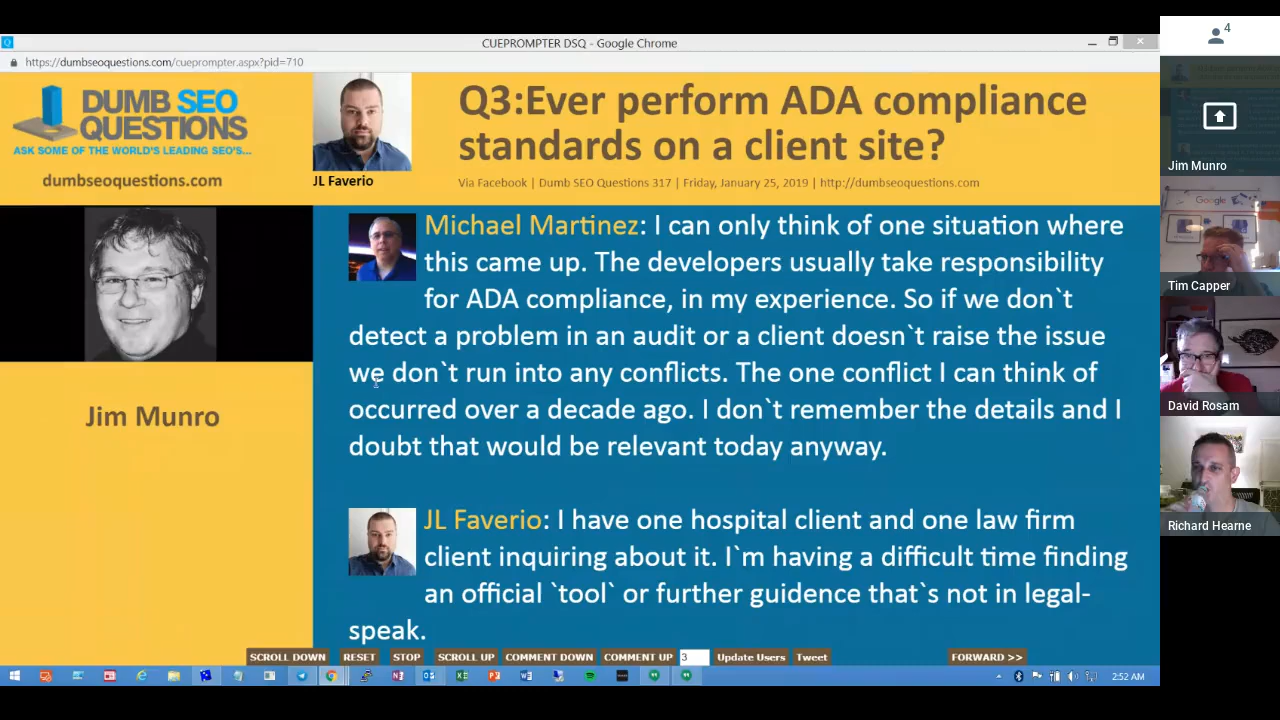 CUEPROMPTER DSQ - Google Chrome
https://dumbseoquestions.com/cueprompter.aspx?pid=710
DUMB SEO
QUESTIONS
ASK SOME OF THE WORLD'S LEADING SEO'S...
dumbseoquestions.com
JL Faverio
Q3:Ever perform ADA compliance
standards on a client site?
Via Facebook | Dumb SEO Questions 317 | Friday, January 25, 2019 | http://dumbseoquestions.com
Jim Munro
Michael Martinez: I can only think of one situation where
this came up. The developers usually take responsibility
for ADA compliance, in my experience. So if we don`t
detect a problem in an audit or a client doesn`t raise the issue
we don`t run into any conflicts. The one conflict I can think of
occurred over a decade ago. I don`t remember the details and I
doubt that would be relevant today anyway.
JL Faverio: I have one hospital client and one law firm
client inquiring about it. I`m having a difficult time finding
an official `tool` or further guidence that`s not in legal-
speak.
SCROLL DOWN RESET STOP SCROLL UP COMMENT DOWN COMMENT UP 3 Update Users Tweet FORWARD >>
2:52 AM
4
Jim Munro
Google
Tim Capper
David Rosam
Richard Hearne